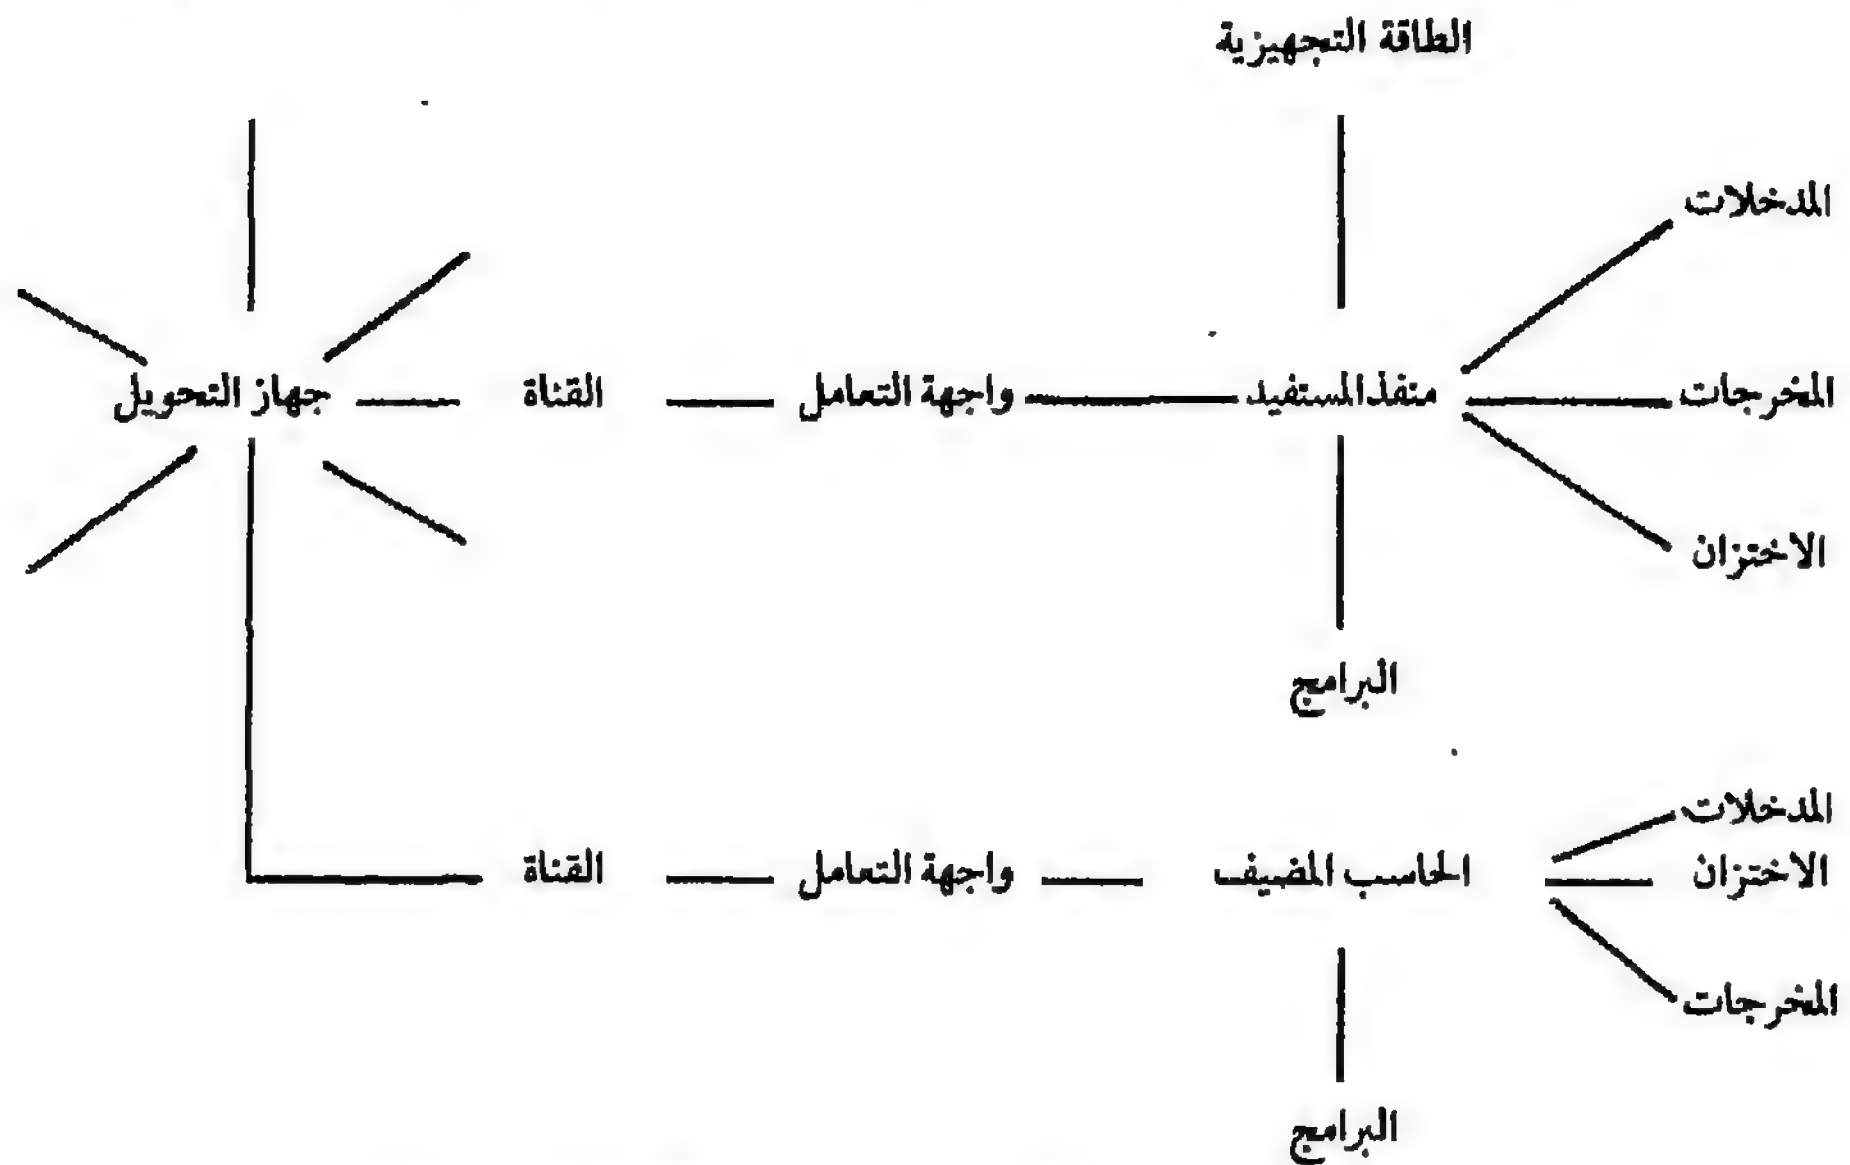 الطاقة التجهيزية
المدخلات
جهاز التحويل
القناة
واجهة التعامل
منفذ المستفيد
المخرجات
الاختزان
البرامج
المدخلات
القناة
واجهة التعامل
الحاسب المضيف
الاختزان
المخرجات
البرامج